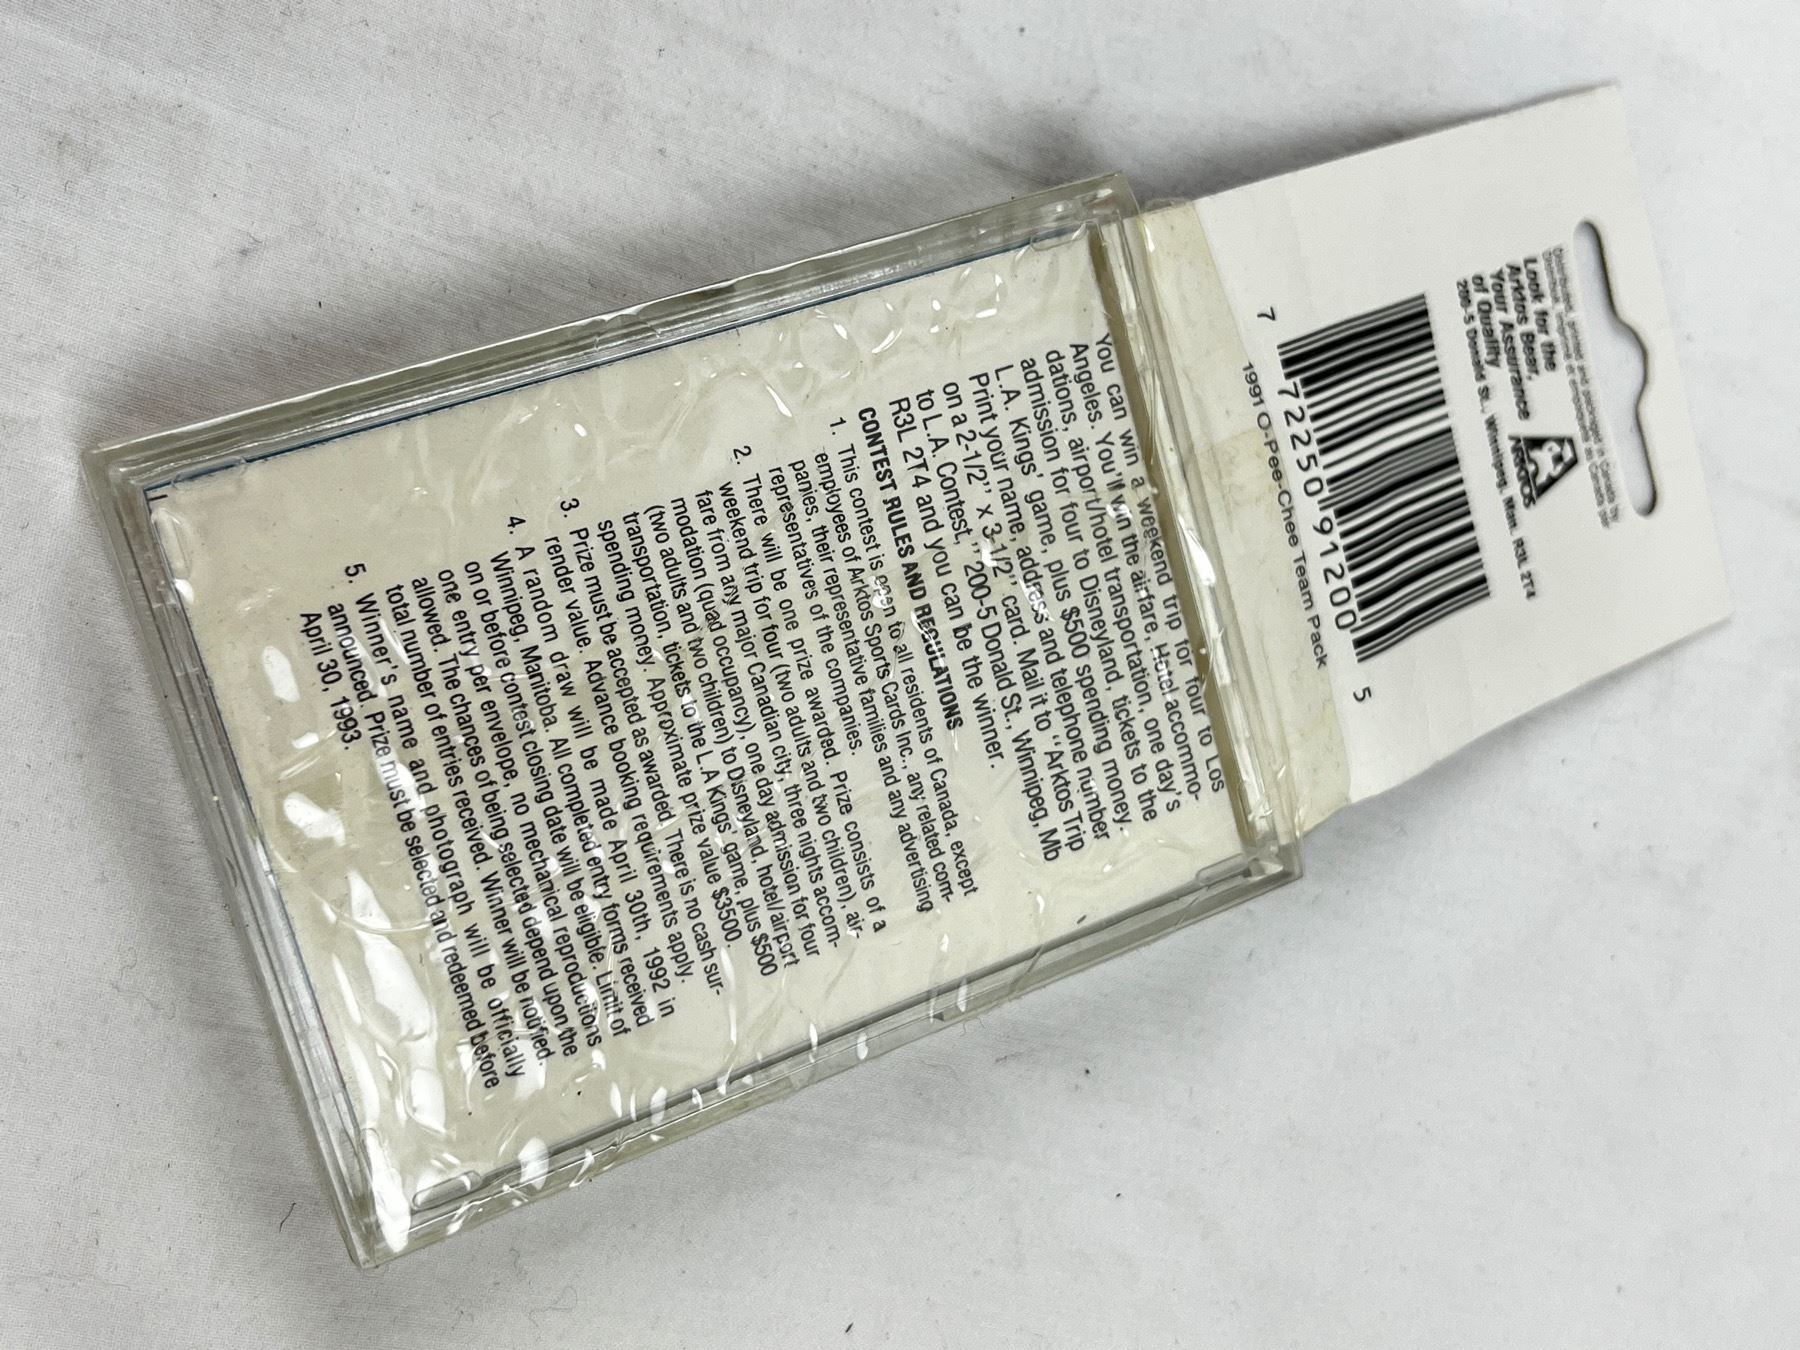 Look for the
Arktos Bear,
Your Assurance
of Quality
ARKTOS
200-5 Donald St., Winnipeg, Man. R3L 2T4
7 72250 91200 5
1991 O-Pee-Chee Team Pack
You can win a weekend trip for four to Los
Angeles. You'll win the airfare, Hotel accommo-
dations, airport/hotel transportation, one day's
admission for four to Disneyland, tickets to the
L.A. Kings' game, plus $500 spending money.
Print your name, address and telephone number
on a 2-1/2'' x 3-1/2'' card. Mail it to ''Arktos Trip
to L.A. Contest,'' 200-5 Donald St., Winnipeg, Mb
R3L 2T4 and you can be the winner.
CONTEST RULES AND REGULATIONS
1. This contest is open to all residents of Canada, except
employees of Arktos Sports Cards Inc., any related com-
panies, their representative families and any advertising
representatives of the companies.
2. There will be one prize awarded. Prize consists of a
weekend trip for four (two adults and two children), air-
fare from any major Canadian city, three nights accom-
modation (quad occupancy), one day admission for four
(two adults and two children) to Disneyland, hotel/airport
transportation, tickets to the L.A Kings' game, plus $500
spending money. Approximate prize value $3500.
3. Prize must be accepted as awarded. There is no cash sur-
render value. Advance booking requirements apply.
4. A random draw will be made April 30th, 1992 in
Winnipeg, Manitoba. All completed entry forms received
on or before contest closing date will be eligible. Limit of
one entry per envelope, no mechanical reproductions
allowed. The chances of being selected depend upon the
total number of entries received. Winner will be notified.
5. Winner's name and photograph will be officially
announced. Prize must be selected and redeemed before
April 30, 1993.